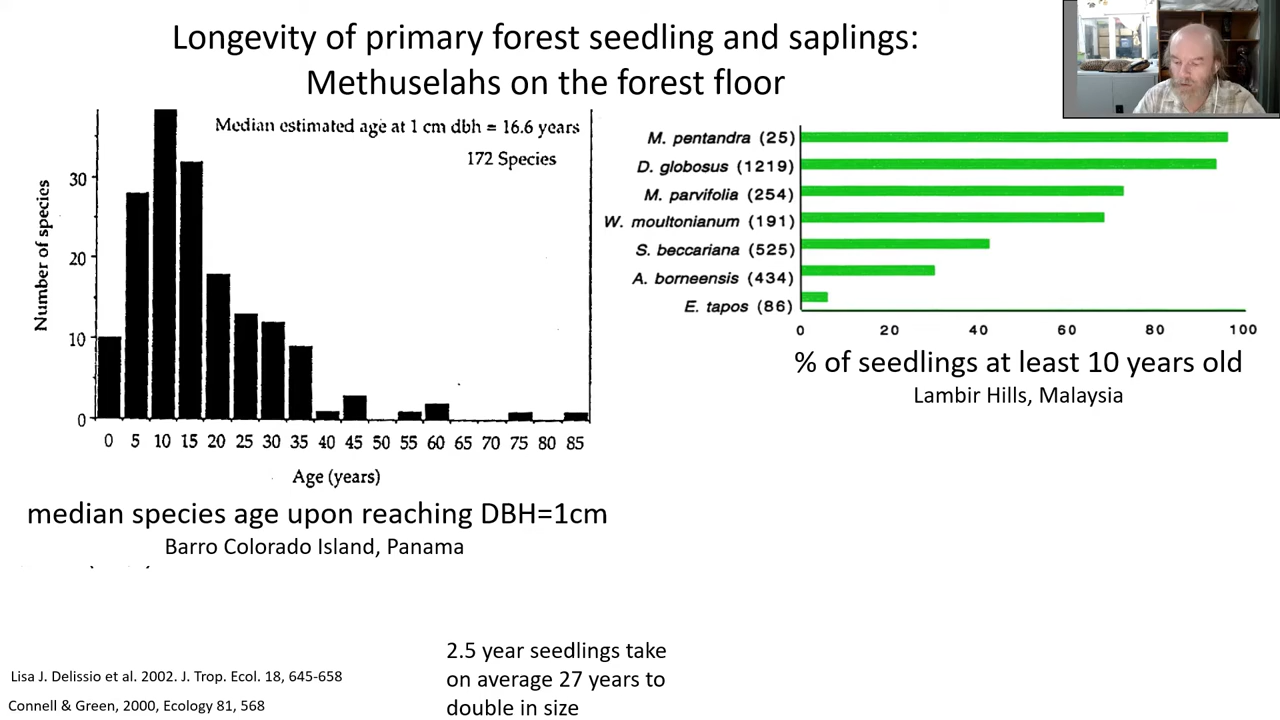 Longevity of primary forest seedling and saplings:
Methuselahs on the forest floor
Median estimated age at 1 cm dbh = 16.6 years
172 Species
Number of species
30
20
10
0
0 5 10 15 20 25 30 35 40 45 50 55 60 65 70 75 80 85
Age (years)
median species age upon reaching DBH=1cm
Barro Colorado Island, Panama
M. pentandra (25)
D. globosus (1219)
M. parvifolia (254)
W. moultonianum (191)
S. beccariana (525)
A. borneensis (434)
E. tapos (86)
0 20 40 60 80 100
% of seedlings at least 10 years old
Lambir Hills, Malaysia
2.5 year seedlings take
on average 27 years to
double in size
Lisa J. Delissio et al. 2002. J. Trop. Ecol. 18, 645-658
Connell & Green, 2000, Ecology 81, 568